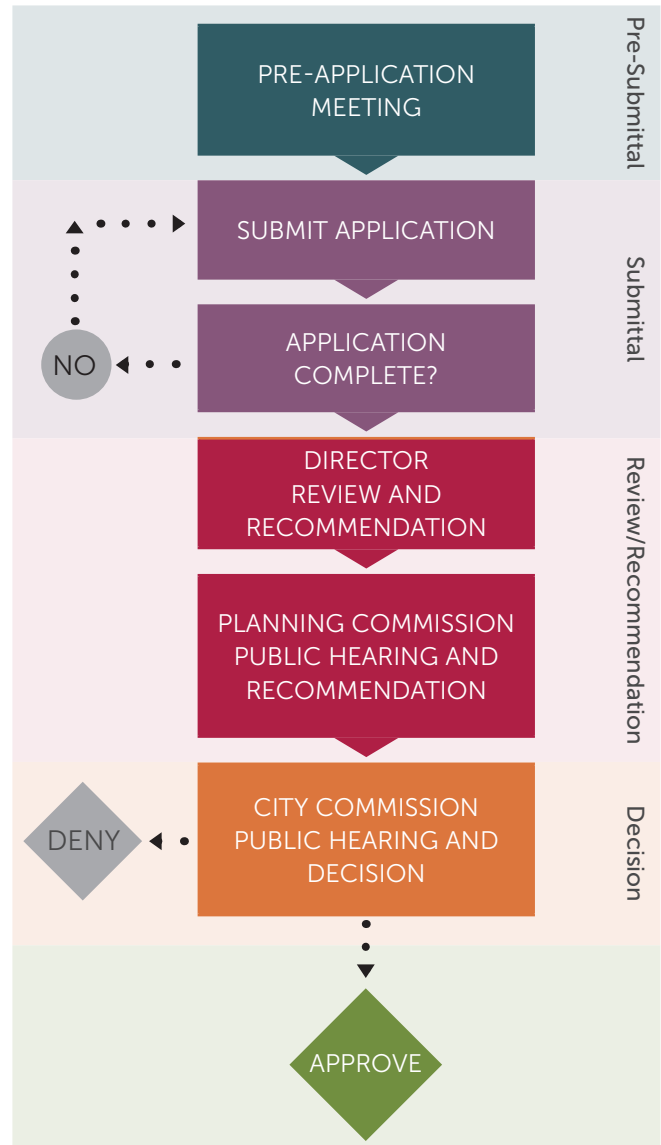 PRE-APPLICATION
MEETING
Pre-Submittal
SUBMIT APPLICATION
Submittal
APPLICATION
COMPLETE?
NO
DIRECTOR
REVIEW AND
RECOMMENDATION
Review/Recommendation
PLANNING COMMISSION
PUBLIC HEARING AND
RECOMMENDATION
CITY COMMISSION
PUBLIC HEARING AND
DECISION
DENY
Decision
APPROVE